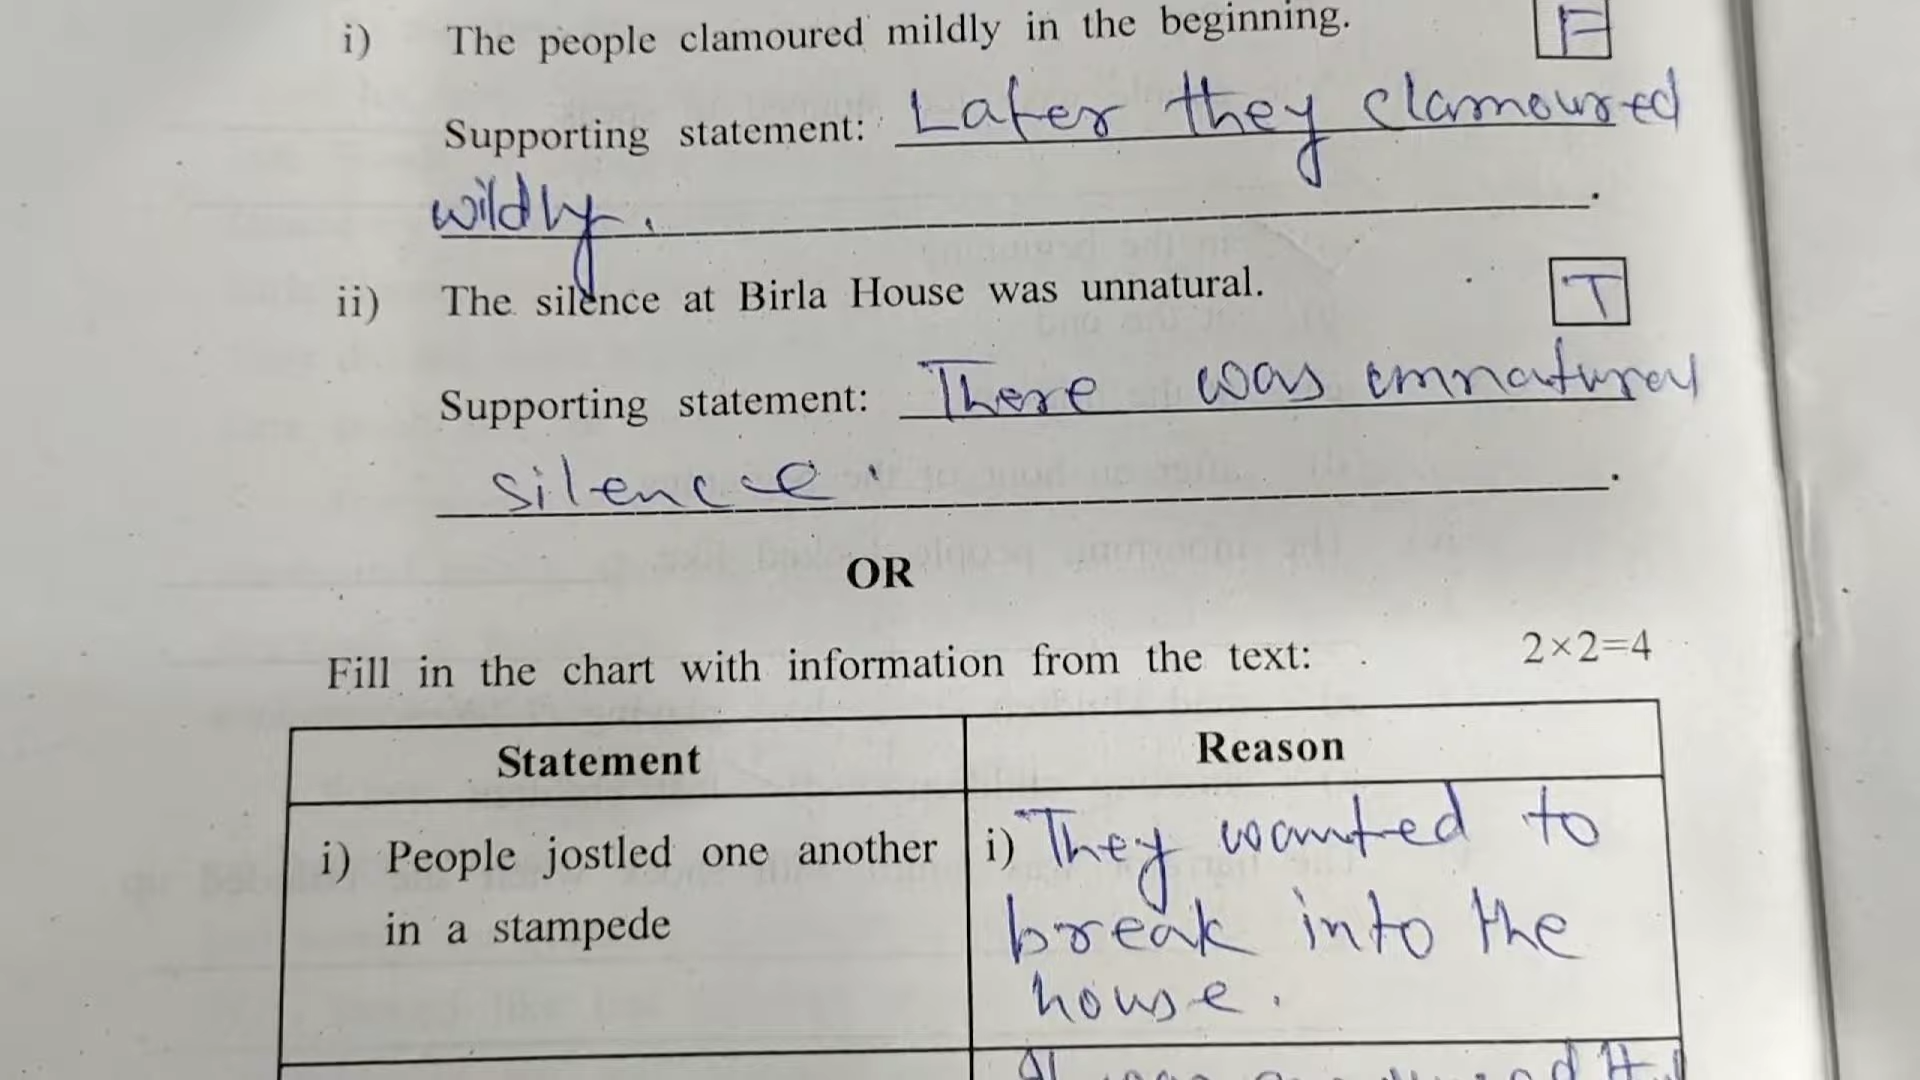 i) The people clamoured mildly in the beginning. F
Supporting statement: Later they clamoured
wildly.
ii) The silence at Birla House was unnatural. T
Supporting statement: There was unnatural
silence.
OR
Fill in the chart with information from the text: 2×2=4
Statement Reason
i) People jostled one another i) They wanted to
in a stampede break into the
house.